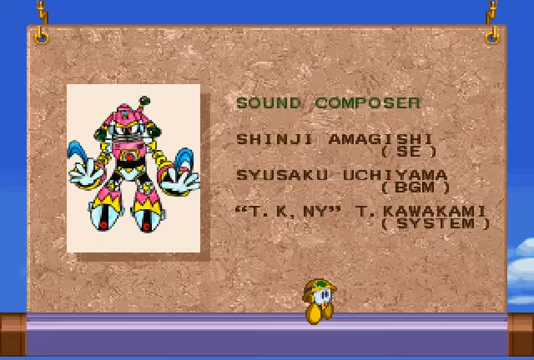 SOUND COMPOSER
SHINJI AMAGISHI
( SE )
SYUSAKU UCHIYAMA
( BGM )
“T. K, NY” T. KAWAKAMI
( SYSTEM )